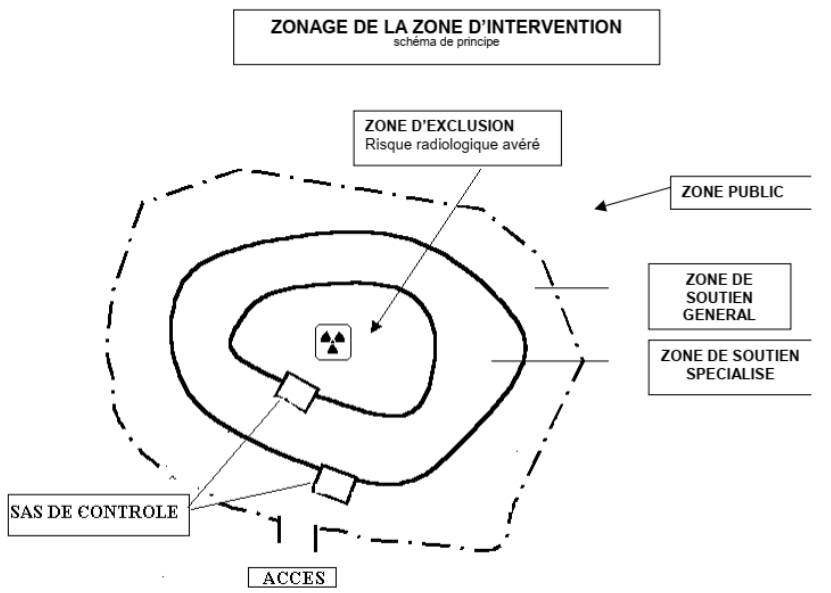 ZONAGE DE LA ZONE D'INTERVENTION
schéma de principe
ZONE D'EXCLUSION
Risque radiologique avéré
ZONE PUBLIC
ZONE DE
SOUTIEN
GENERAL
ZONE DE SOUTIEN
SPECIALISE
SAS DE CONTROLE
ACCES